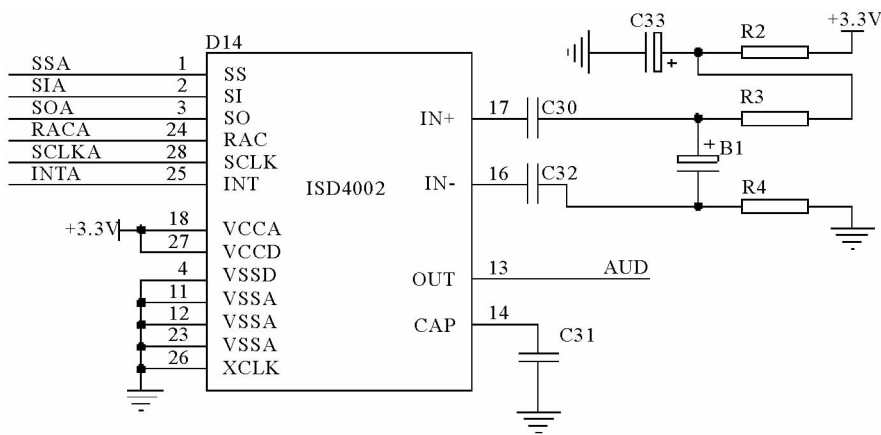 C33
+3.3V
R2
D14
SSA 1 SS
SIA 2 SI
SOA 3 SO
RACA 24 RAC
SCLKA 28 SCLK
INTA 25 INT
IN+ 17 C30
R3
+ B1
IN- 16 C32
R4
ISD4002
+3.3V 18 VCCA
27 VCCD
4 VSSD
11 VSSA
12 VSSA
23 VSSA
26 XCLK
OUT 13 AUD
CAP 14
C31
+